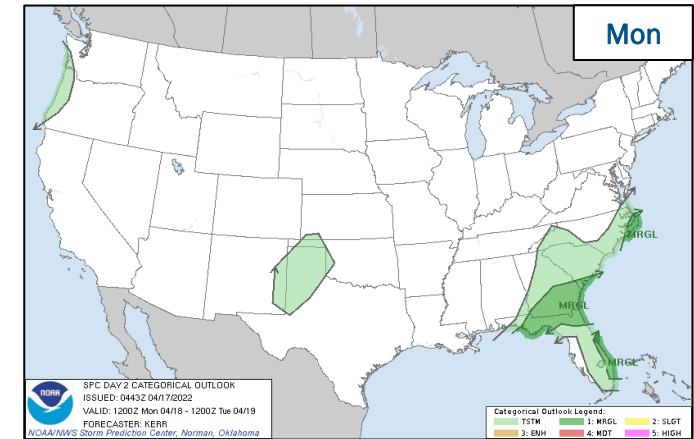 Mon
MRGL
MRGL
MRGL
NOAA
SPC DAY 2 CATEGORICAL OUTLOOK
ISSUED: 0443Z 04/17/2022
VALID: 1200Z Mon 04/18 - 1200Z Tue 04/19
FORECASTER: KERR
NOAA/NWS Storm Prediction Center, Norman, Oklahoma
Categorical Outlook Legend:
TSTM 1: MRGL 2: SLGT
3: ENH 4: MDT 5: HIGH